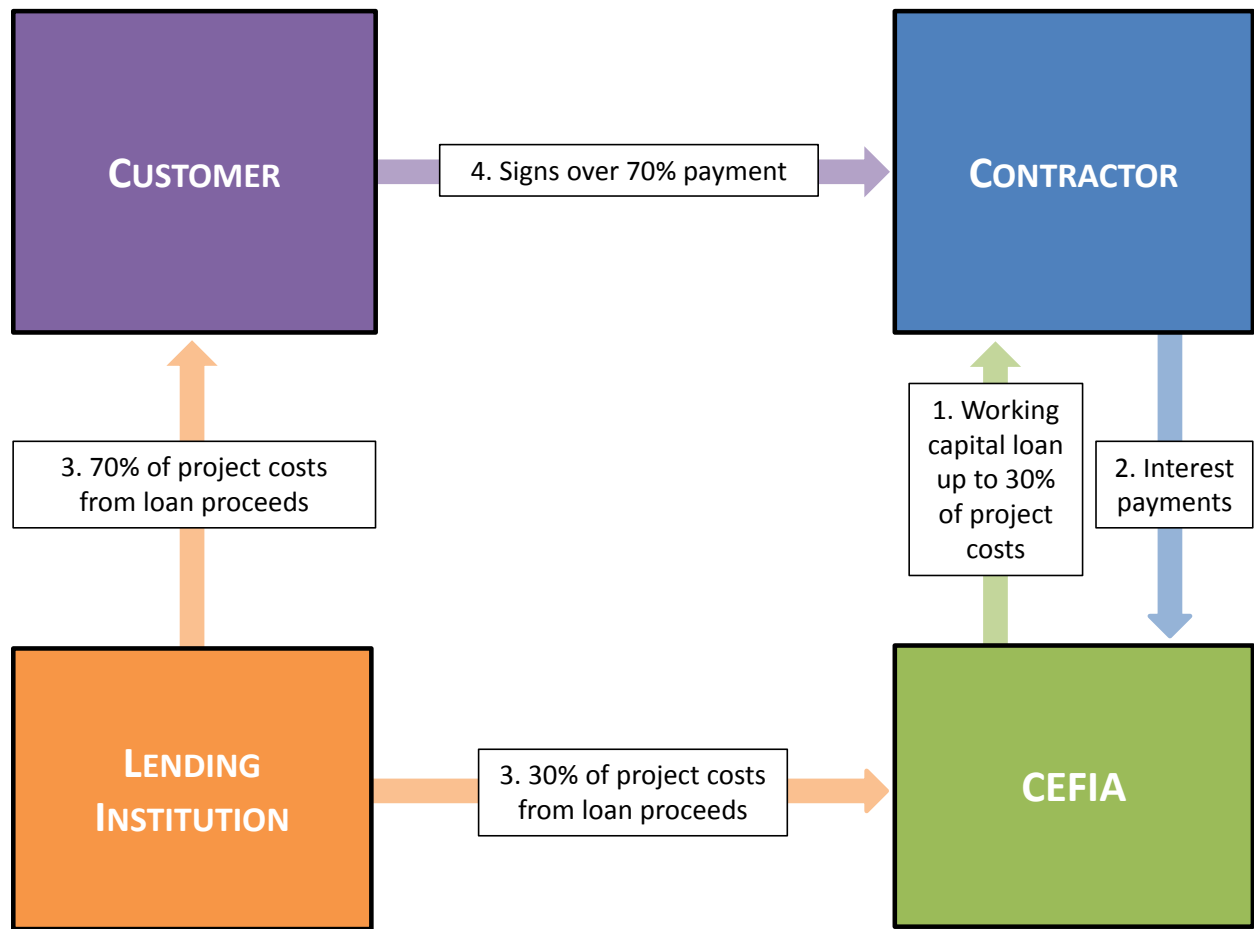 CUSTOMER
4. Signs over 70% payment
CONTRACTOR
3. 70% of project costs
from loan proceeds
1. Working
capital loan
up to 30%
of project
costs
2. Interest
payments
LENDING
INSTITUTION
3. 30% of project costs
from loan proceeds
CEFIA